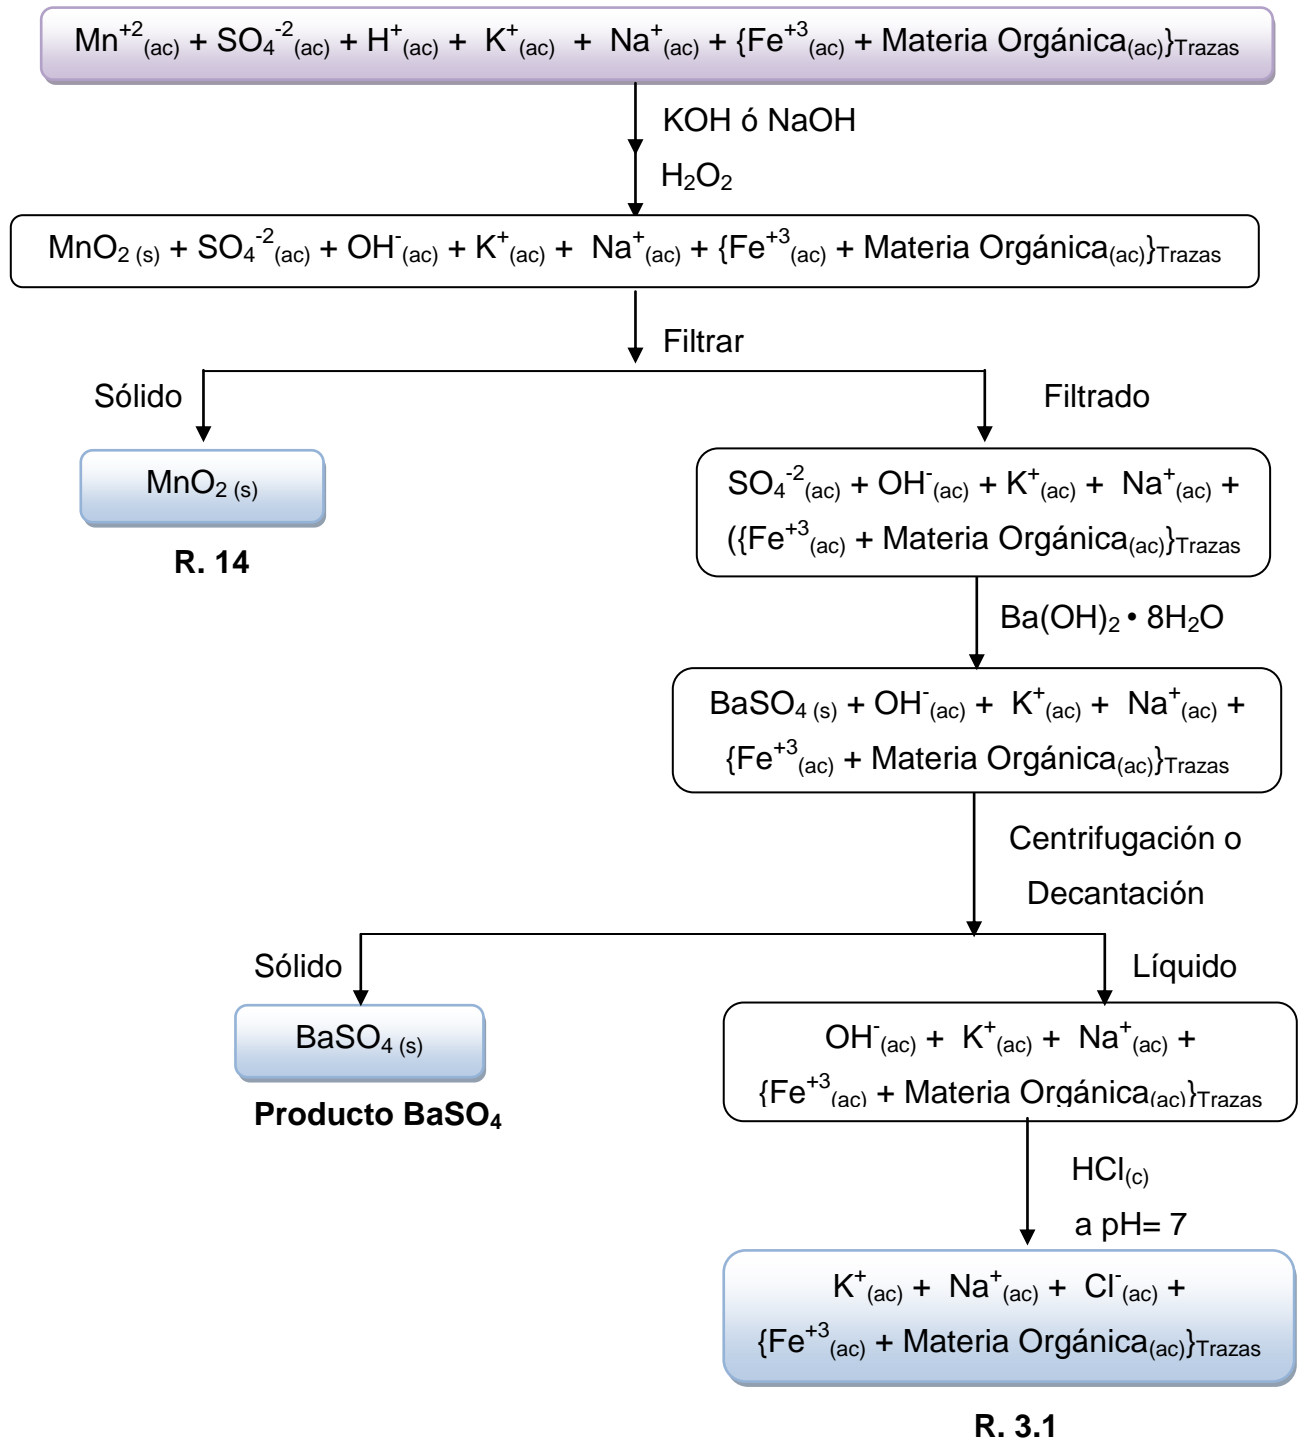 Mn⁺²(ac) + SO₄⁻²(ac) + H⁺(ac) + K⁺(ac) + Na⁺(ac) + {Fe⁺³(ac) + Materia Orgánica(ac)}Trazas
KOH ó NaOH
H₂O₂
MnO₂ (s) + SO₄⁻²(ac) + OH⁻(ac) + K⁺(ac) + Na⁺(ac) + {Fe⁺³(ac) + Materia Orgánica(ac)}Trazas
Filtrar
Sólido
Filtrado
MnO₂ (s)
R. 14
SO₄⁻²(ac) + OH⁻(ac) + K⁺(ac) + Na⁺(ac) +
({Fe⁺³(ac) + Materia Orgánica(ac)}Trazas
Ba(OH)₂ • 8H₂O
BaSO₄ (s) + OH⁻(ac) + K⁺(ac) + Na⁺(ac) +
{Fe⁺³(ac) + Materia Orgánica(ac)}Trazas
Centrifugación o
Decantación
Sólido
Líquido
BaSO₄ (s)
Producto BaSO₄
OH⁻(ac) + K⁺(ac) + Na⁺(ac) +
{Fe⁺³(ac) + Materia Orgánica(ac)}Trazas
HCl(c)
a pH= 7
K⁺(ac) + Na⁺(ac) + Cl⁻(ac) +
{Fe⁺³(ac) + Materia Orgánica(ac)}Trazas
R. 3.1